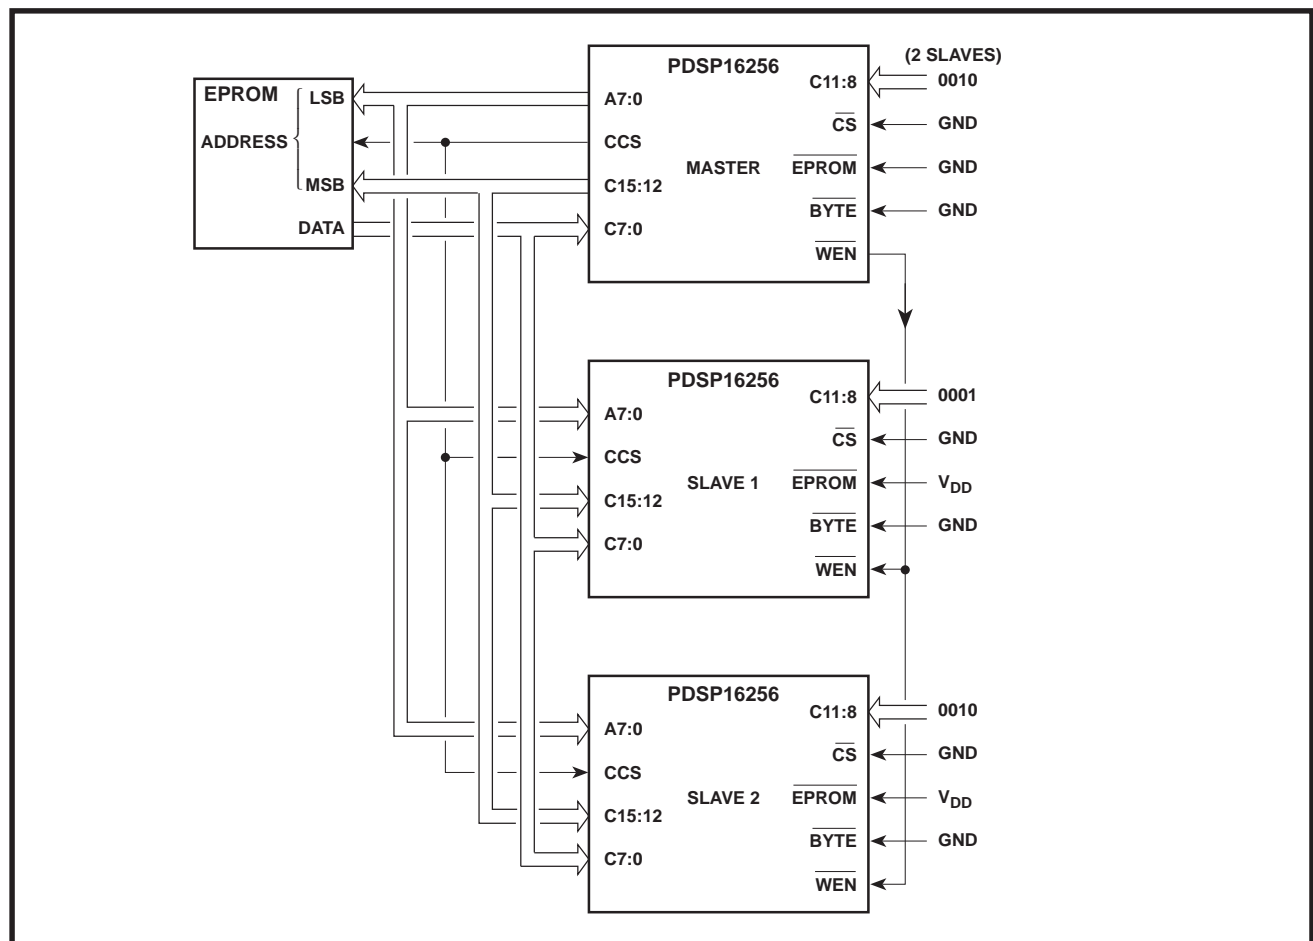 EPROM
ADDRESS
LSB
MSB
DATA
PDSP16256
MASTER
A7:0
CCS
C15:12
C7:0
(2 SLAVES)
C11:8 0010
CS GND
EPROM GND
BYTE GND
WEN
PDSP16256
SLAVE 1
A7:0
CCS
C15:12
C7:0
C11:8 0001
CS GND
EPROM VDD
BYTE GND
WEN
PDSP16256
SLAVE 2
A7:0
CCS
C15:12
C7:0
C11:8 0010
CS GND
EPROM VDD
BYTE GND
WEN